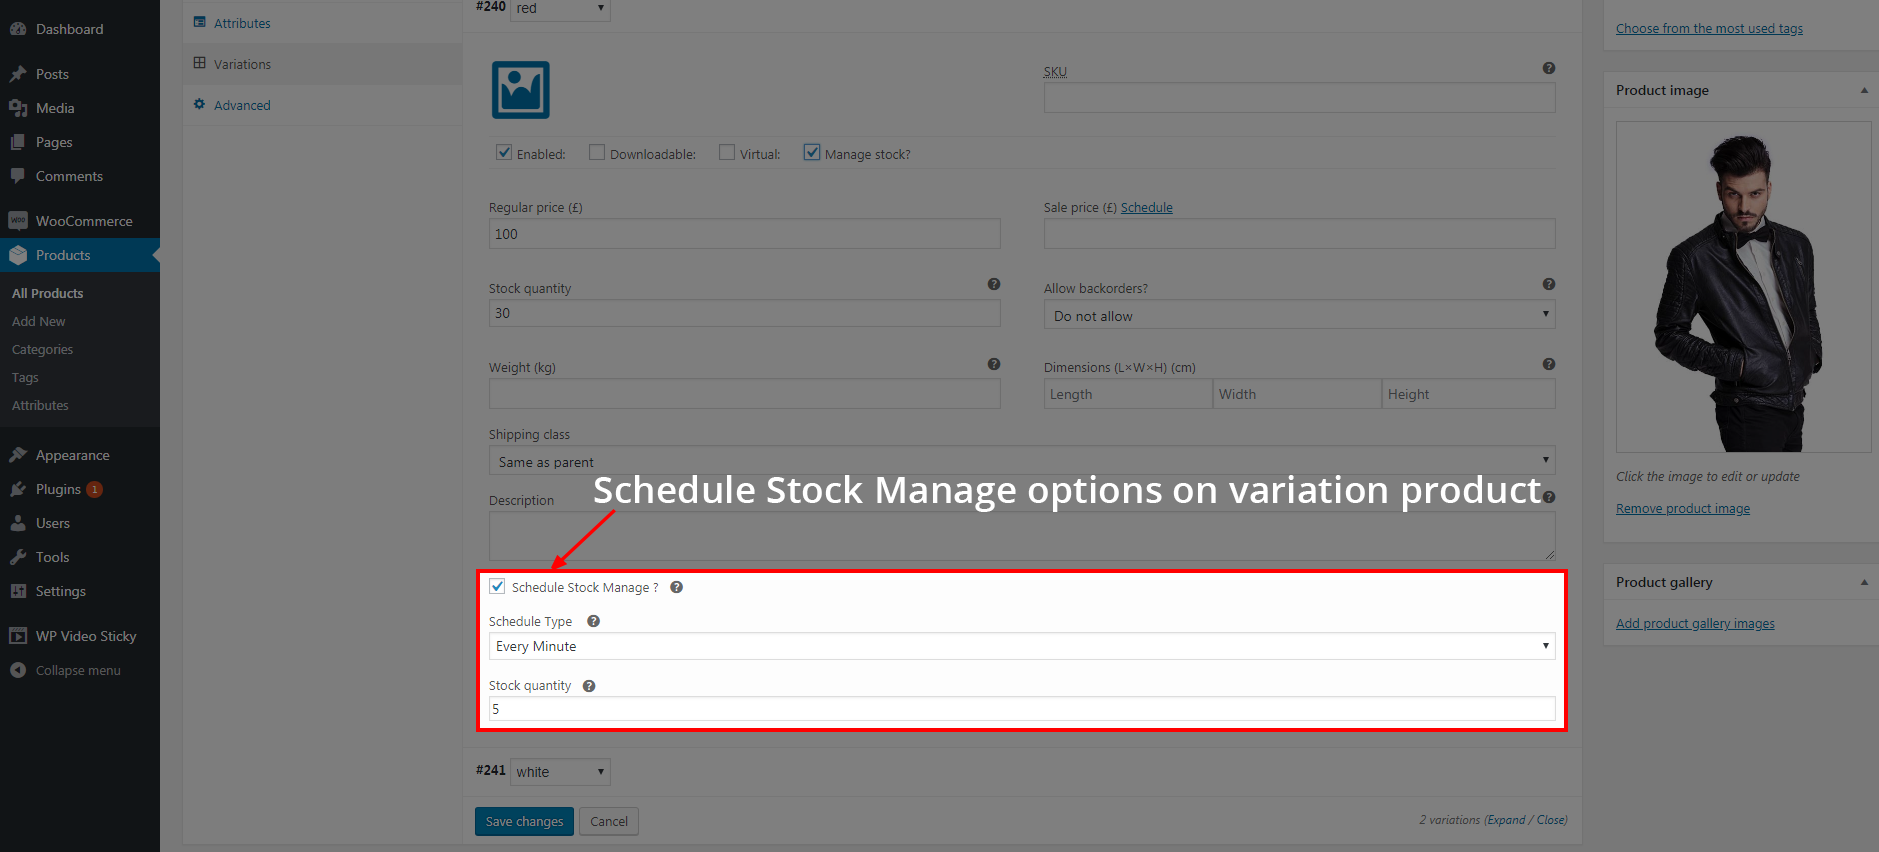 Dashboard
Posts
Media
Pages
Comments
WooCommerce
Products
All Products
Add New
Categories
Tags
Attributes
Appearance
Plugins 1
Users
Tools
Settings
WP Video Sticky
Collapse menu
Attributes
Variations
Advanced
#240 red
SKU
Enabled: Downloadable: Virtual: Manage stock?
Regular price (£)
100
Sale price (£) Schedule
Stock quantity
30
Allow backorders?
Do not allow
Weight (kg)
Dimensions (L×W×H) (cm)
Length Width Height
Shipping class
Same as parent
Schedule Stock Manage options on variation product
Description
Schedule Stock Manage ?
Schedule Type
Every Minute
Stock quantity
5
#241 white
Save changes Cancel
2 variations (Expand / Close)
Choose from the most used tags
Product image
Click the image to edit or update
Remove product image
Product gallery
Add product gallery images